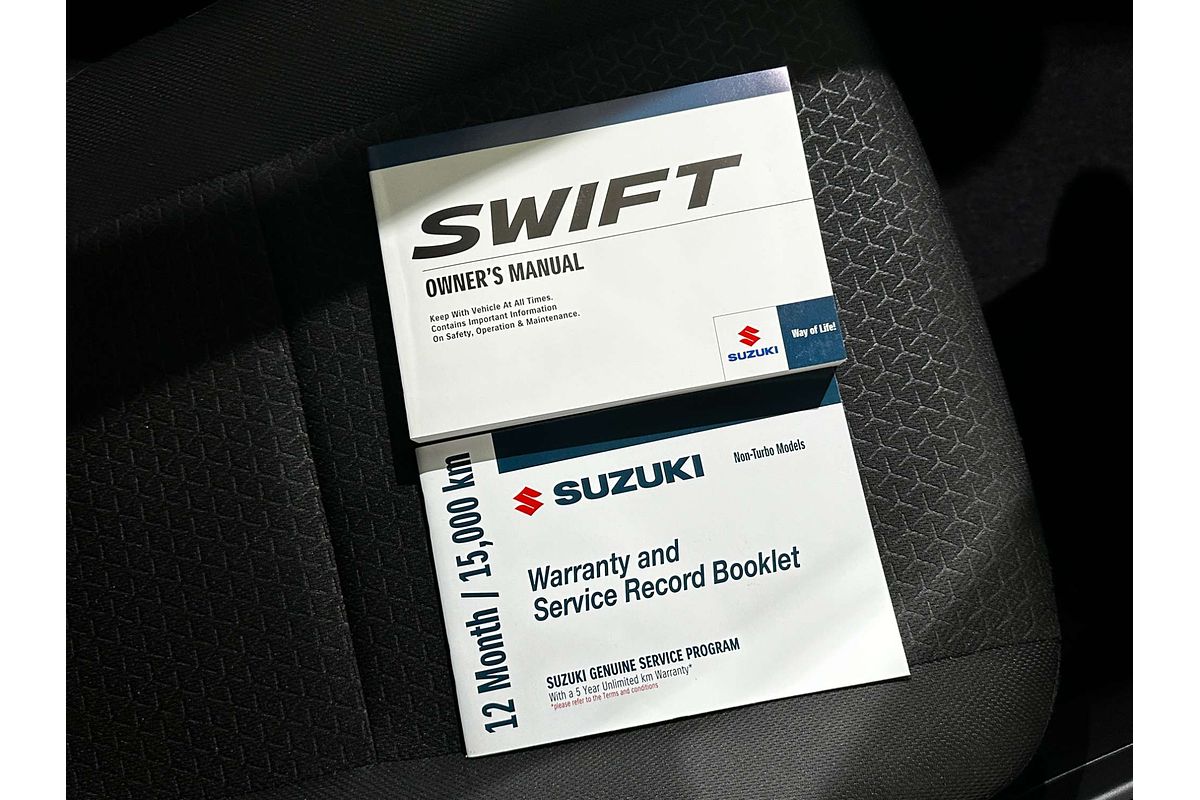 SWIFT
OWNER'S MANUAL
Keep With Vehicle At All Times.
Contains Important Information
On Safety, Operation & Maintenance.
SUZUKI
Way of Life!
12 Month / 15,000 km
SUZUKI
Non-Turbo Models
Warranty and
Service Record Booklet
SUZUKI GENUINE SERVICE PROGRAM
With a 5 Year Unlimited km Warranty*
*please refer to the Terms and conditions